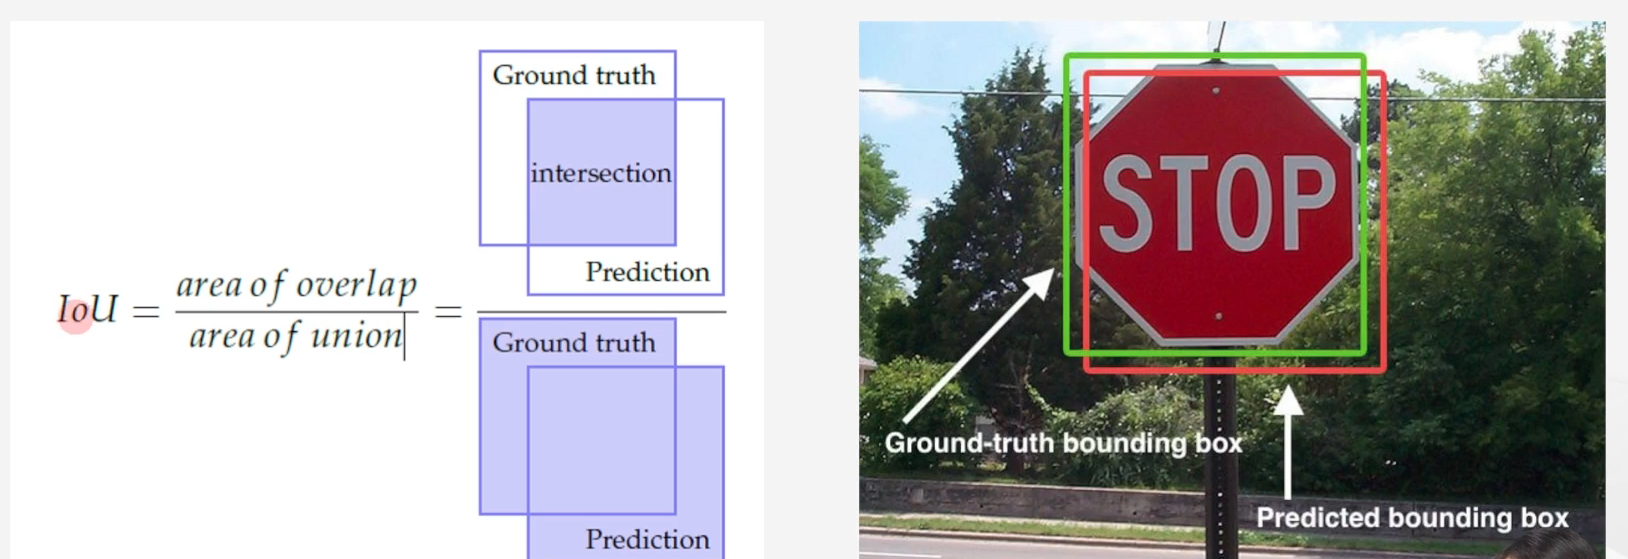 Ground truth
intersection
Prediction
IoU = area of overlap / area of union =
Ground truth
Prediction
STOP
Ground-truth bounding box
Predicted bounding box